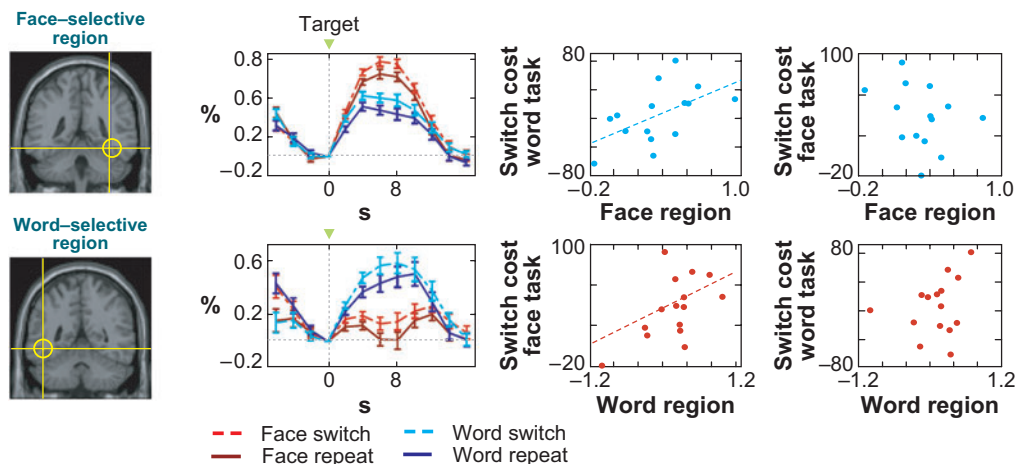 Face–selective
region
Target
0.8
0.6
%
0.2
–0.2
0
8
s
Switch cost
word task
80
–80
–0.2
1.0
Face region
Switch cost
face task
80
20
–0.2
1.0
Face region
Word–selective
region
0.6
%
0.2
–0.2
0
8
s
Switch cost
face task
100
–20
–1.2
1.2
Word region
Switch cost
word task
80
–80
–1.2
1.2
Word region
Face switch
Word switch
Face repeat
Word repeat